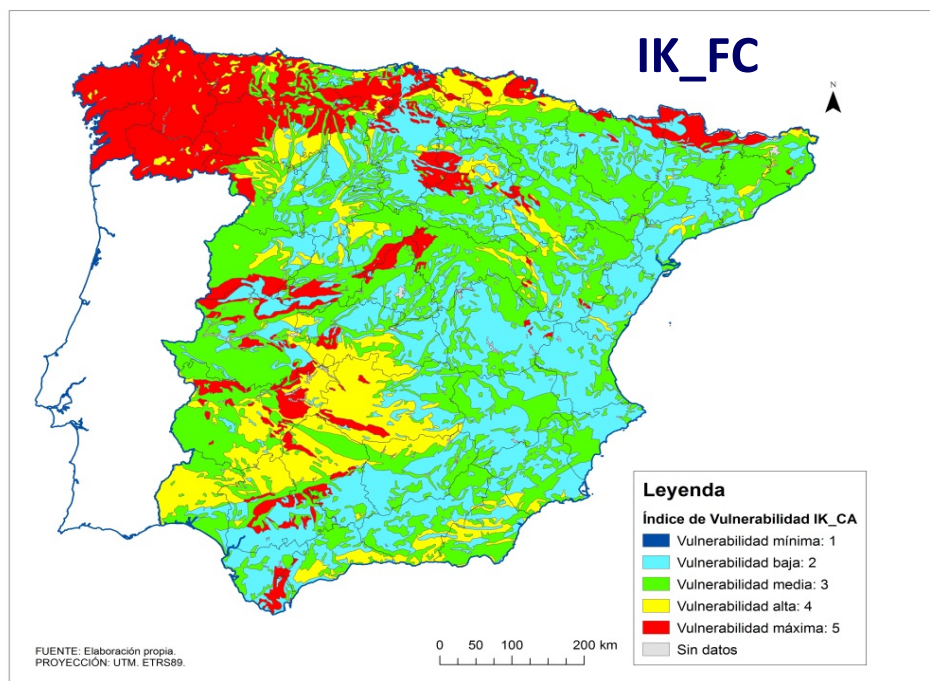 IK_FC
N
Leyenda
Índice de Vulnerabilidad IK_CA
Vulnerabilidad mínima: 1
Vulnerabilidad baja: 2
Vulnerabilidad media: 3
Vulnerabilidad alta: 4
Vulnerabilidad máxima: 5
Sin datos
FUENTE: Elaboración propia.
PROYECCIÓN: UTM. ETRS89.
0 50 100 200 km